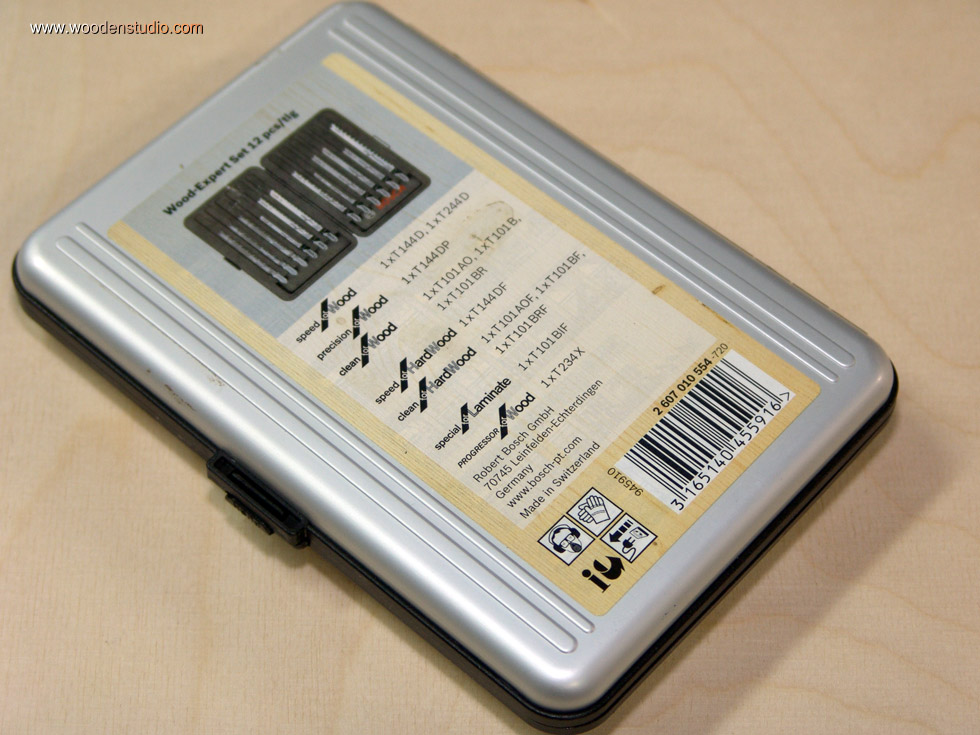 www.woodenstudio.com
Wood-Expert Set 12 pcs/tlg
speed for Wood 1xT144D, 1xT244D
precision for Wood 1xT144DP
clean for Wood 1xT101AO, 1xT101B,
1xT101BR
speed for HardWood 1xT144DF
clean for HardWood 1xT101AOF, 1xT101BF,
1xT101BRF
special for Laminate 1xT101BIF
PROGRESSOR for Wood 1xT234X
Robert Bosch GmbH
70745 Leinfelden-Echterdingen
Germany
www.bosch-pt.com
Made in Switzerland
2 607 010 554 -720
3 165140 455916 >
945910